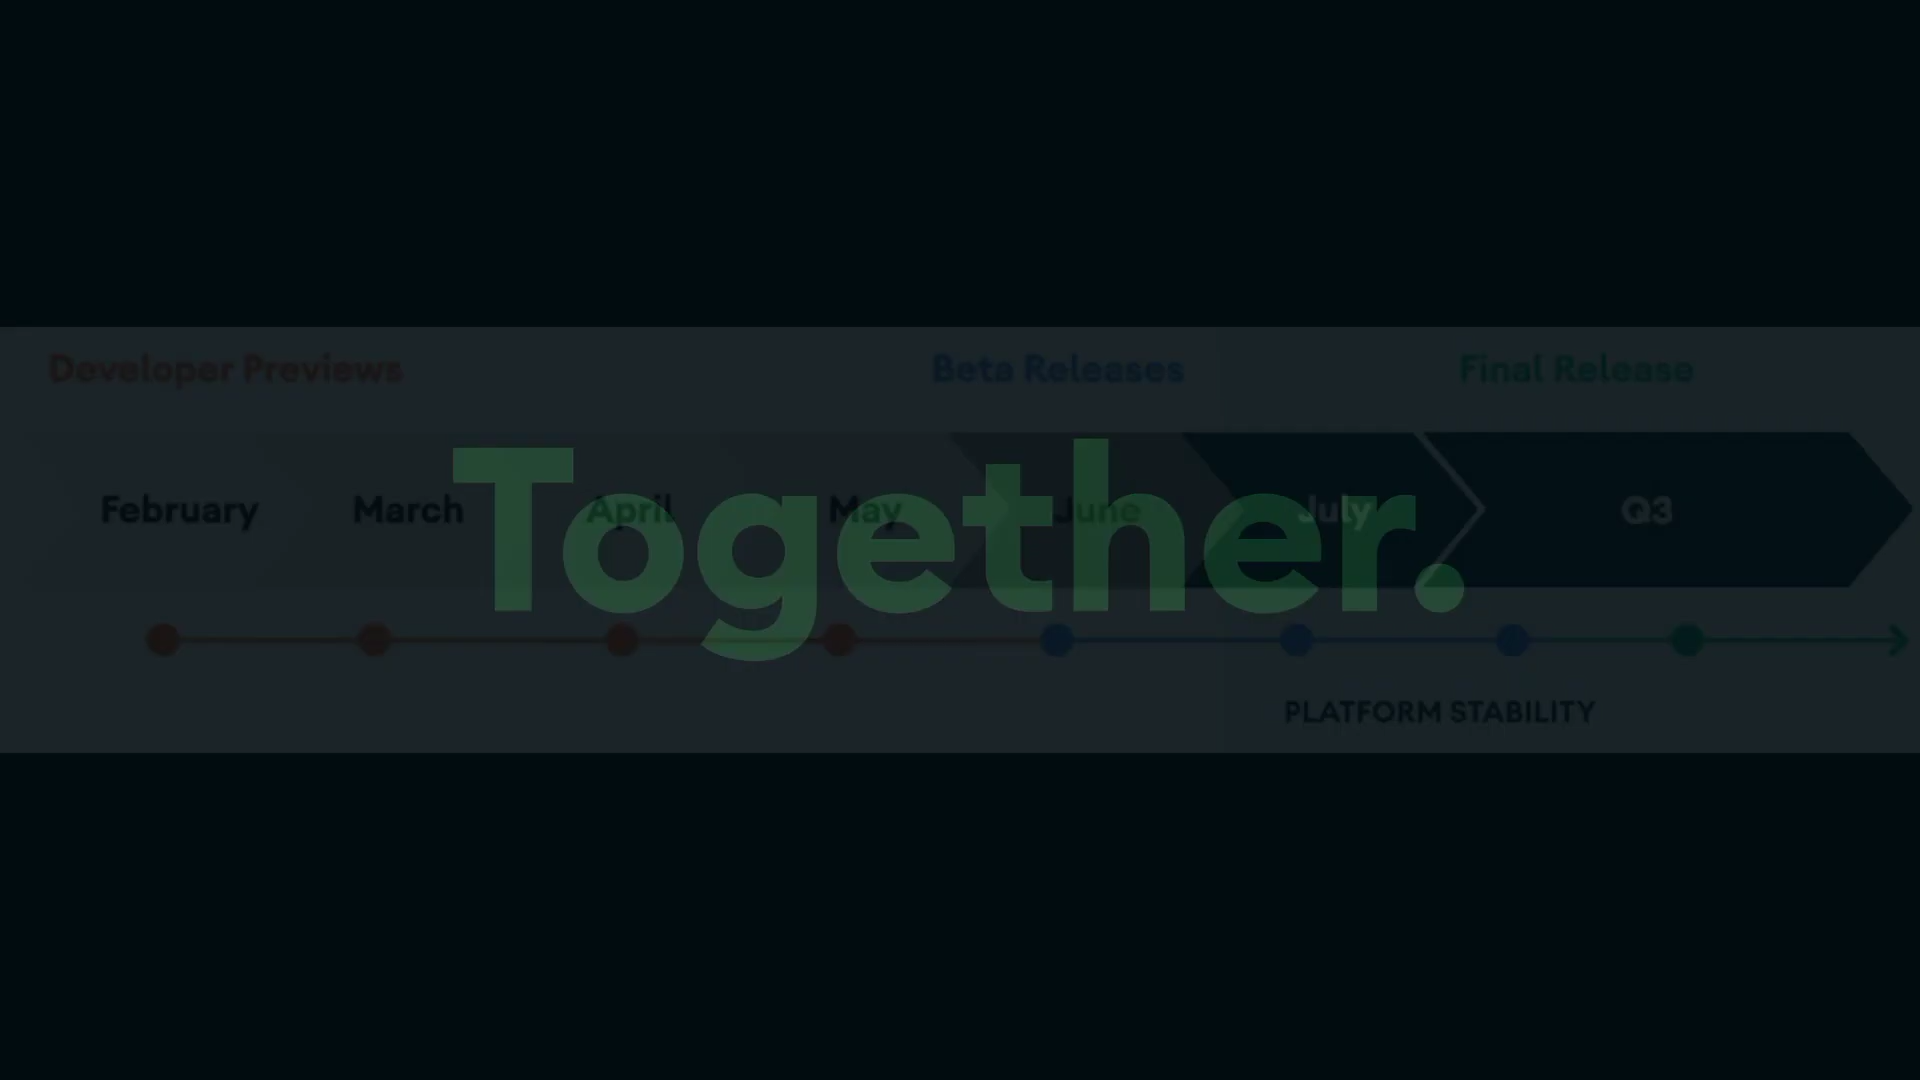 Developer Previews Beta Releases Final Release
February March April May June July Q3
Together.
PLATFORM STABILITY